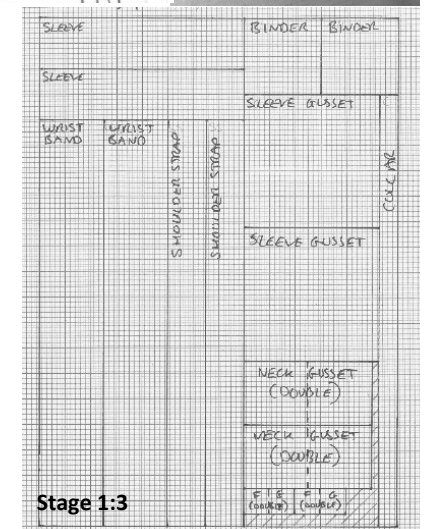 SLEEVE
BINDER
BINDER
SLEEVE
SLEEVE GUSSET
WRIST
BAND
WRIST
BAND
SHOULDER STRAP
SHOULDER STRAP
COLLAR
SLEEVE GUSSET
NECK GUSSET
(DOUBLE)
NECK GUSSET
(DOUBLE)
F G
(DOUBLE)
F G
(DOUBLE)
Stage 1:3